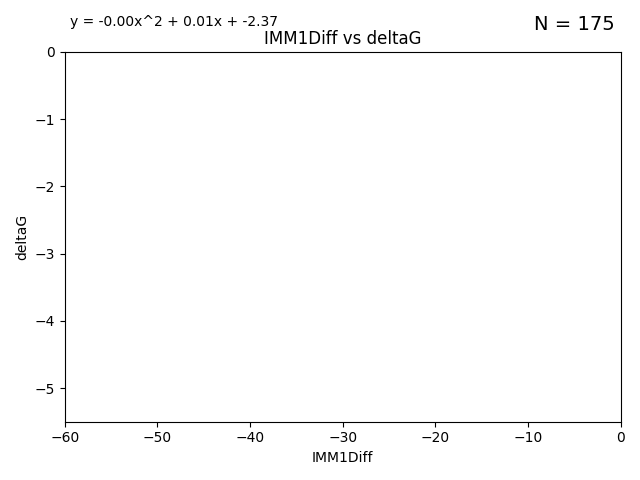 y = -0.00x^2 + 0.01x + -2.37
N = 175
IMM1Diff vs deltaG
0
−1
−2
−3
−4
−5
deltaG
−60
−50
−40
−30
−20
−10
0
IMM1Diff